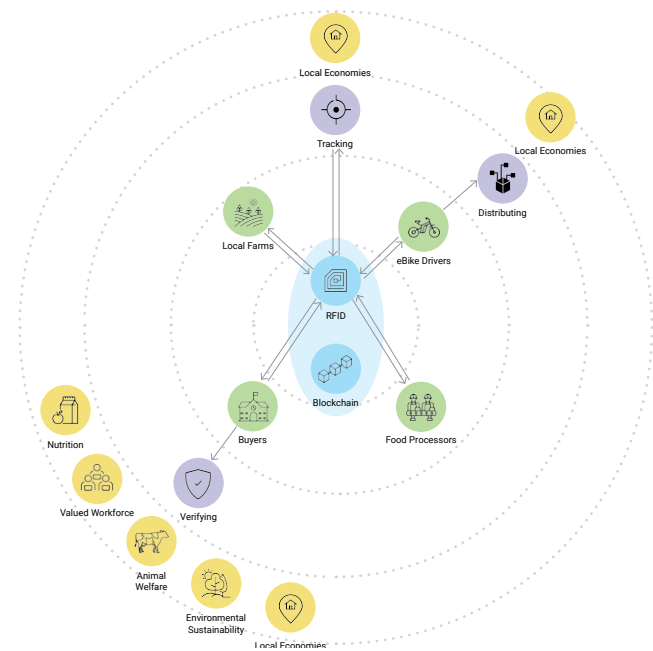 Local Economies
Tracking
Local Economies
Distributing
Local Farms
eBike Drivers
RFID
Blockchain
Buyers
Food Processors
Nutrition
Valued Workforce
Verifying
Animal
Welfare
Environmental
Sustainability
Local Economies